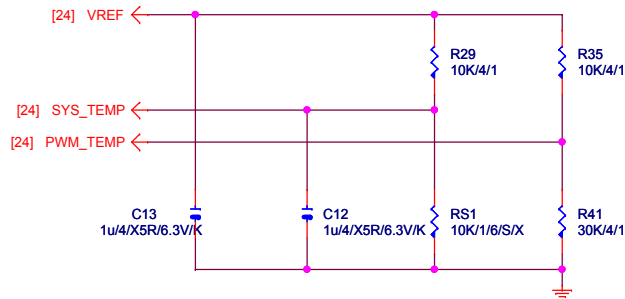 [24] VREF
R29
10K/4/1
R35
10K/4/1
[24] SYS_TEMP
[24] PWM_TEMP
C13
1u/4/X5R/6.3V/K
C12
1u/4/X5R/6.3V/K
RS1
10K/1/6/S/X
R41
30K/4/1